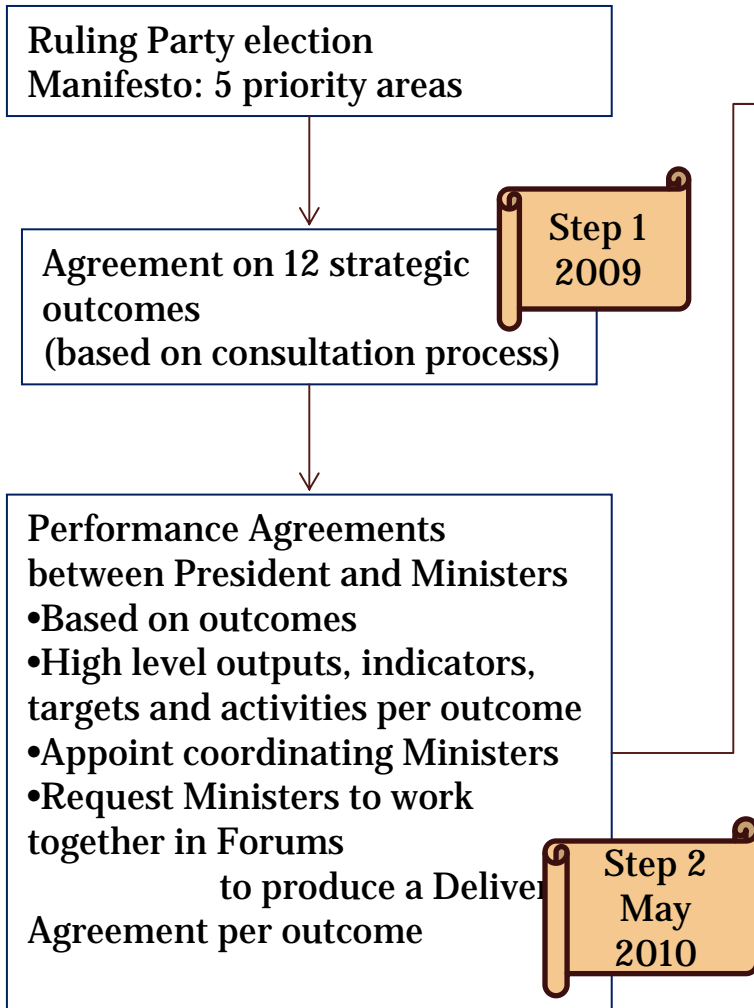 Ruling Party election
Manifesto: 5 priority areas
Step 1
2009
Agreement on 12 strategic
outcomes
(based on consultation process)
Performance Agreements
between President and Ministers
•Based on outcomes
•High level outputs, indicators,
targets and activities per outcome
•Appoint coordinating Ministers
•Request Ministers to work
together in Forums
to produce a Deliver
Agreement per outcome
Step 2
May
2010